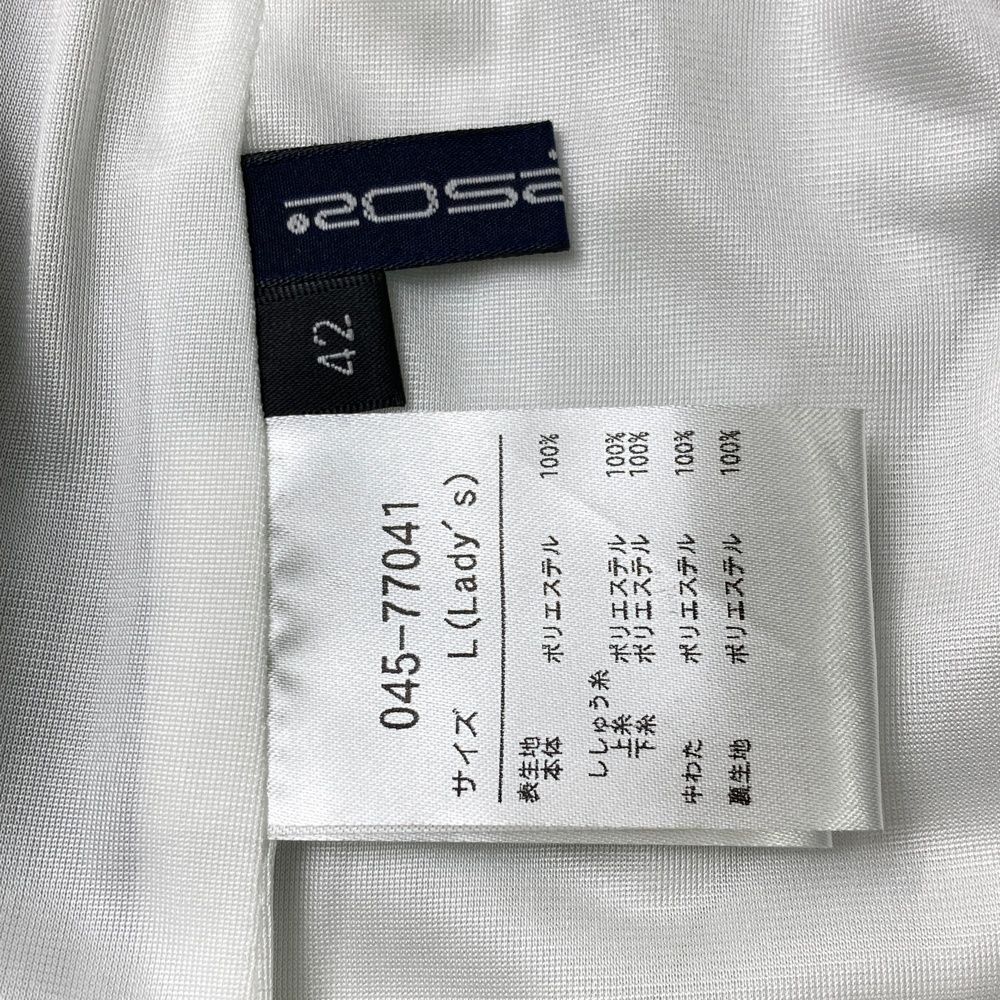 42.
045-77041
サイズ L(Lady's)
表生地
本体 ポリエステル 100%
ししゅう糸
上糸 ポリエステル 100%
下糸 ポリエステル 100%
中わた ポリエステル 100%
裏生地 ポリエステル 100%